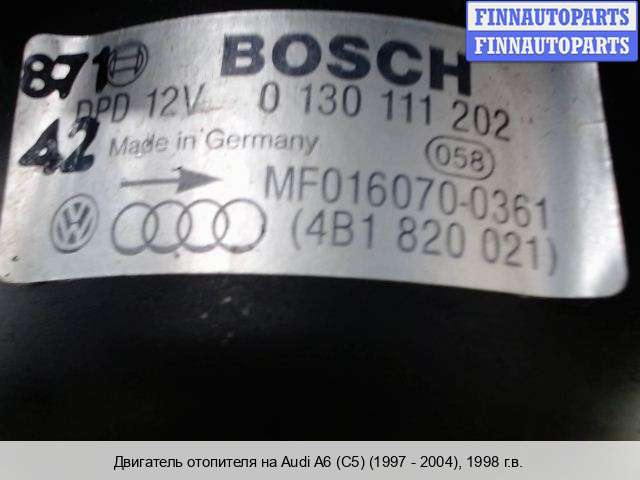 FINNAUTOPARTS
FINNAUTOPARTS
871
BOSCH
DPD 12V 0 130 111 202
42
Made in Germany
058
MF016070-0361
(4B1 820 021)
Двигатель отопителя на Audi A6 (C5) (1997 - 2004), 1998 г.в.